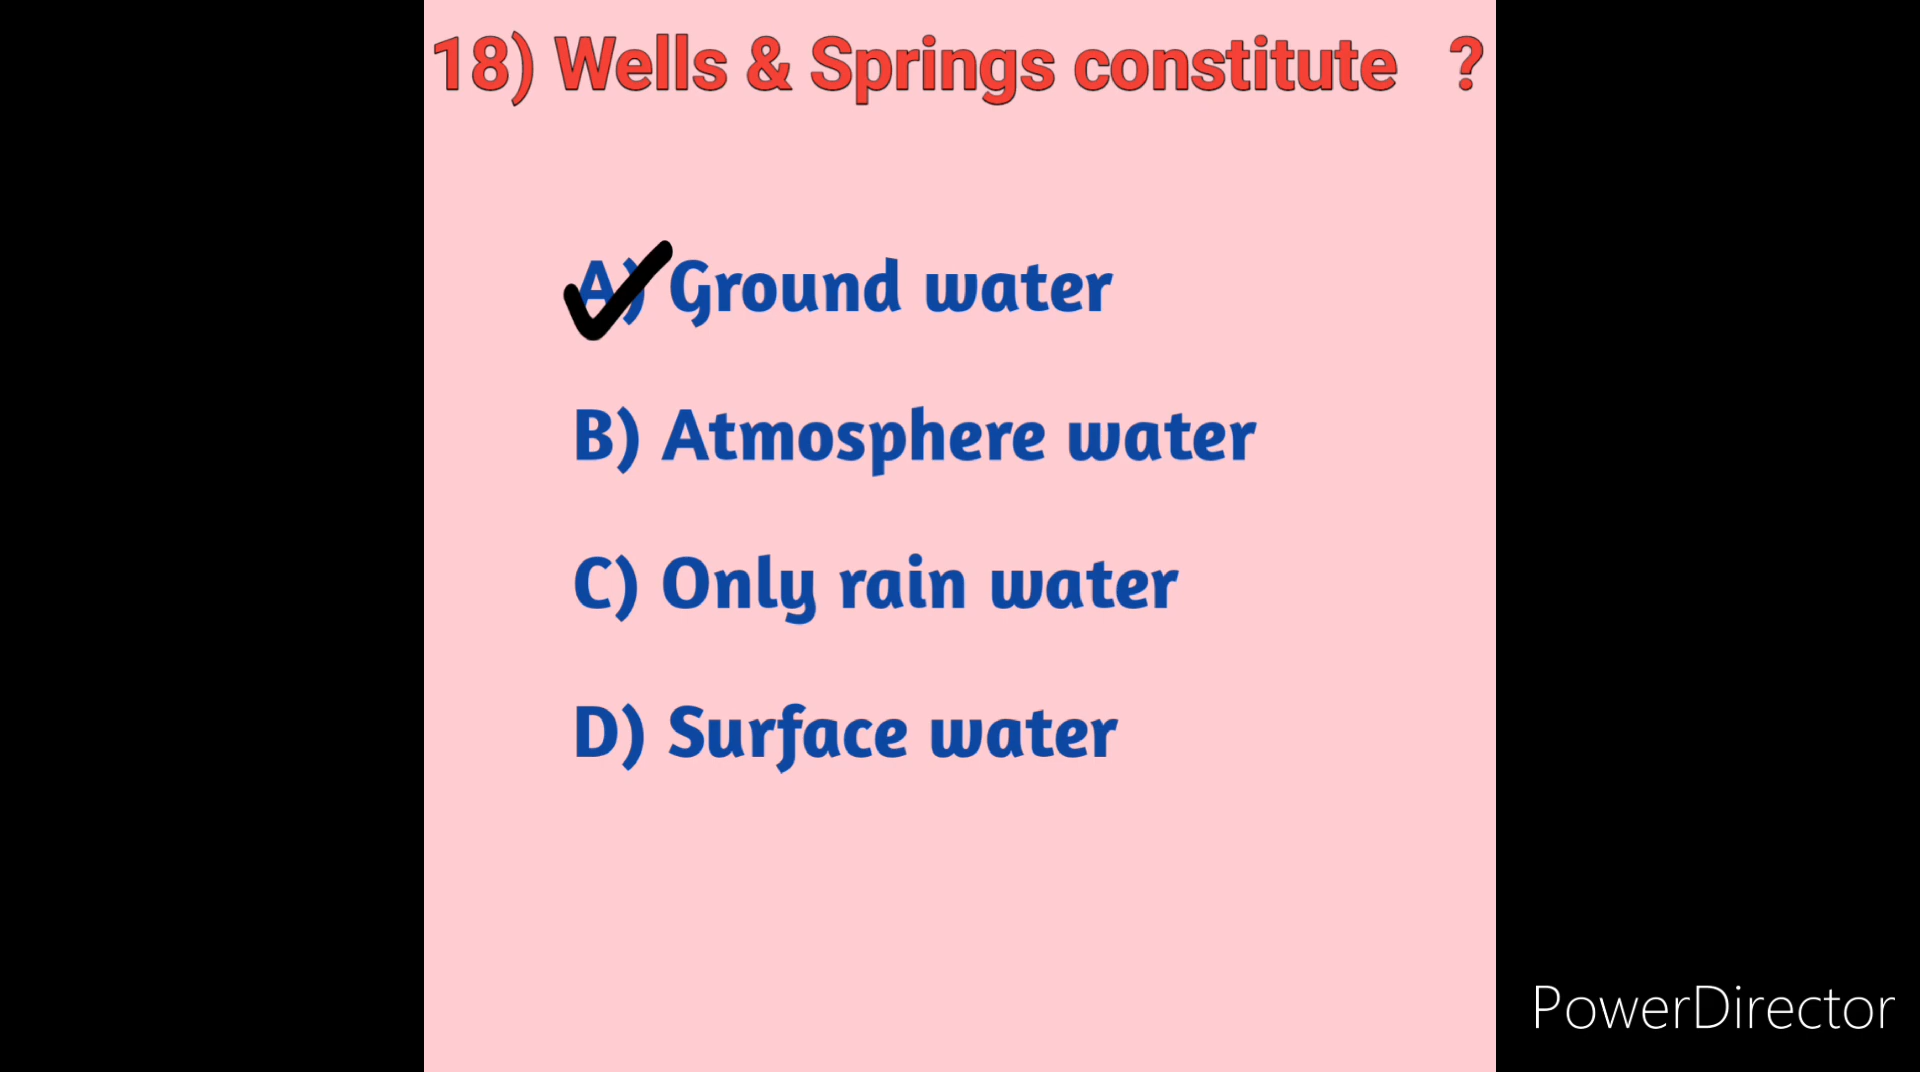 18) Wells & Springs constitute ?
A) Ground water
B) Atmosphere water
C) Only rain water
D) Surface water
PowerDirector